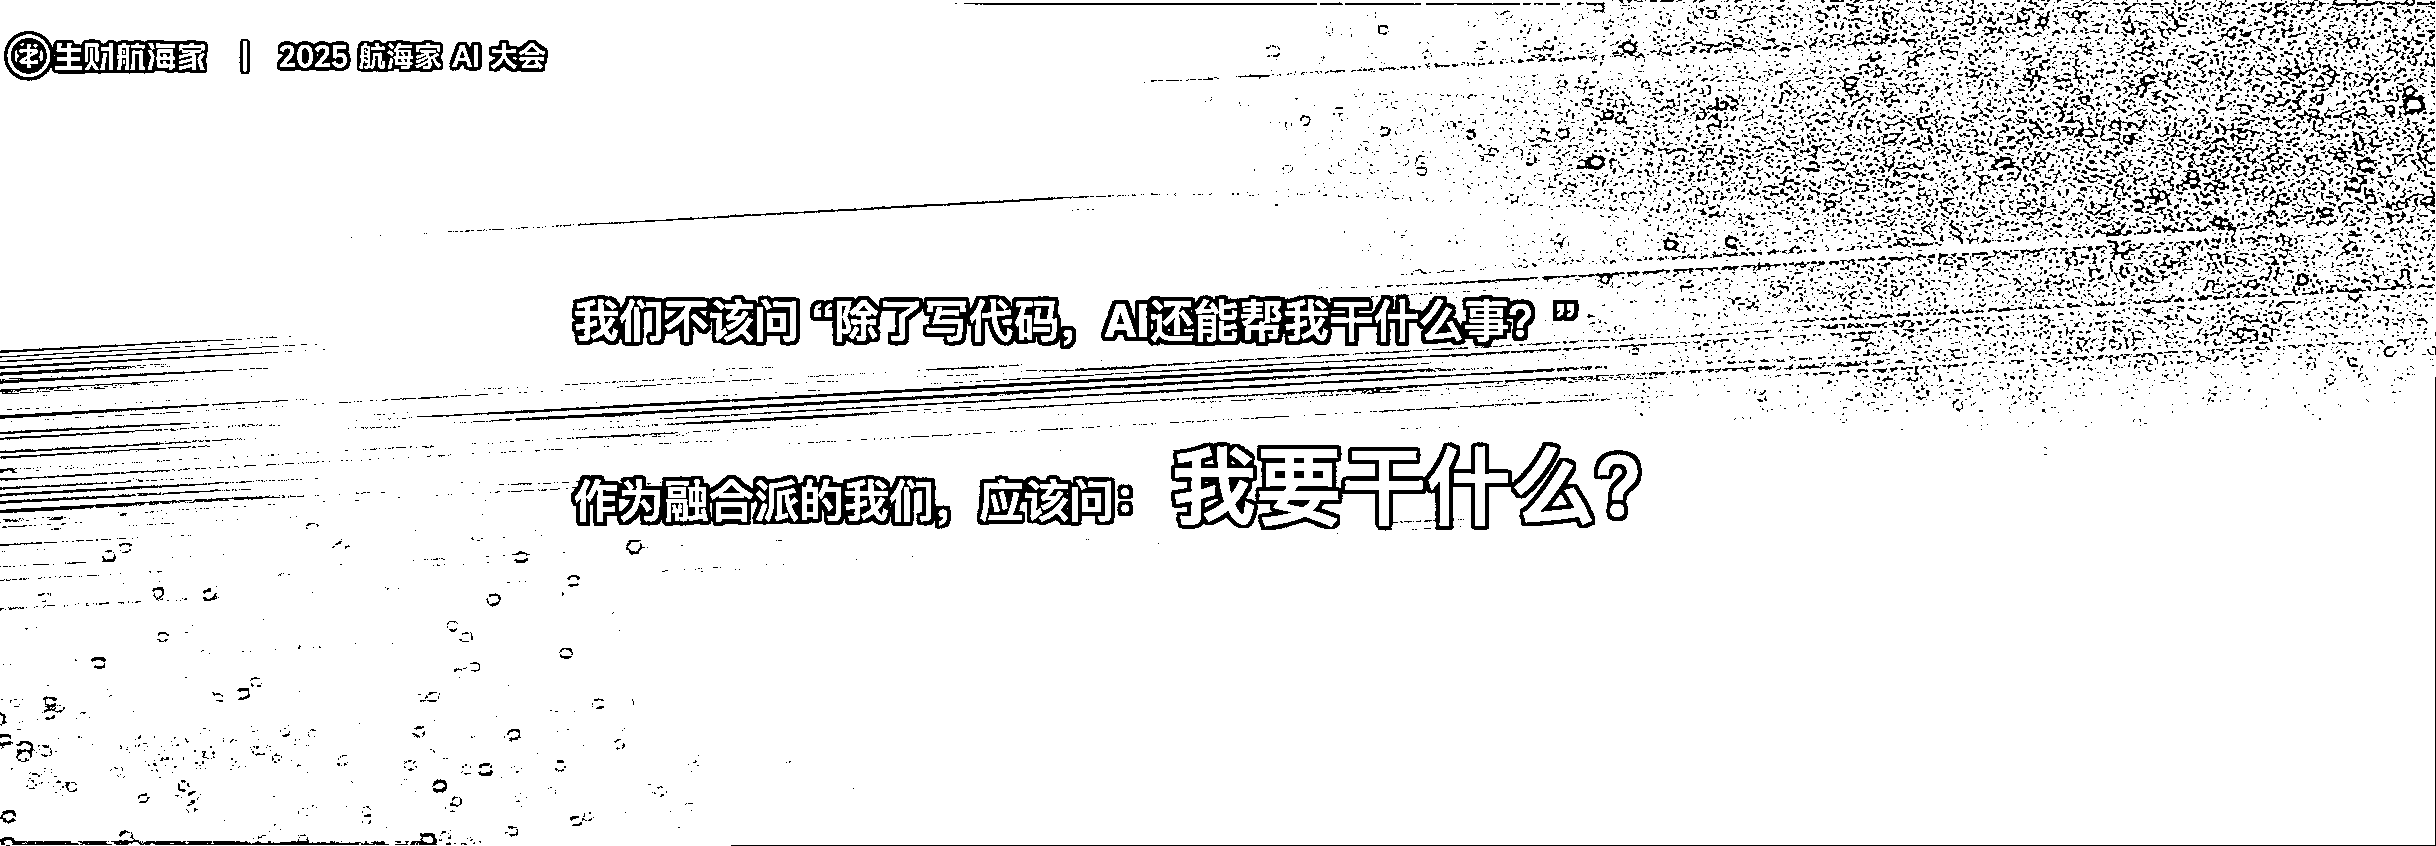 生财航海家 | 2025 航海家 AI 大会
我们不该问“除了写代码，AI还能帮我干什么事？”
作为融合派的我们，应该问：我要干什么？